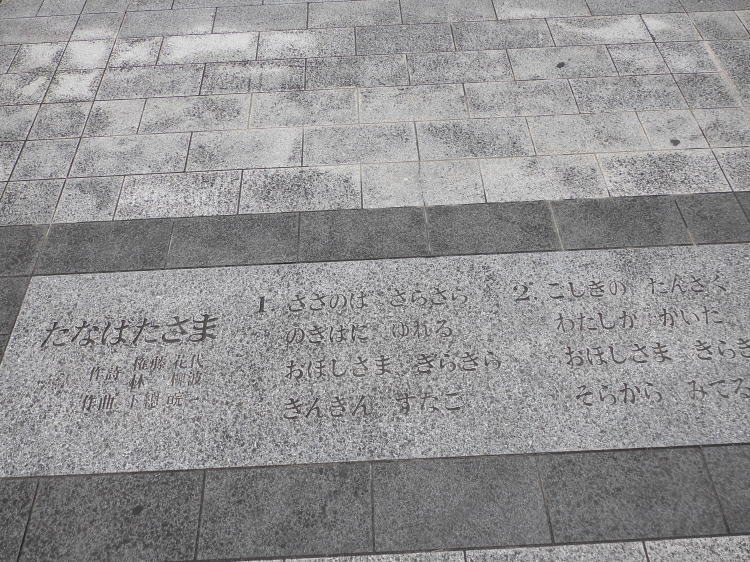 たなばたさま
作詩 権藤 花代
林 柳波
作曲 下總 皖一
1. ささのは さらさら
のきばに ゆれる
おほしさま きらきら
きんぎん すなご
2. ごしきの たんざく
わたしが かいた
おほしさま きらき
そらから みてる